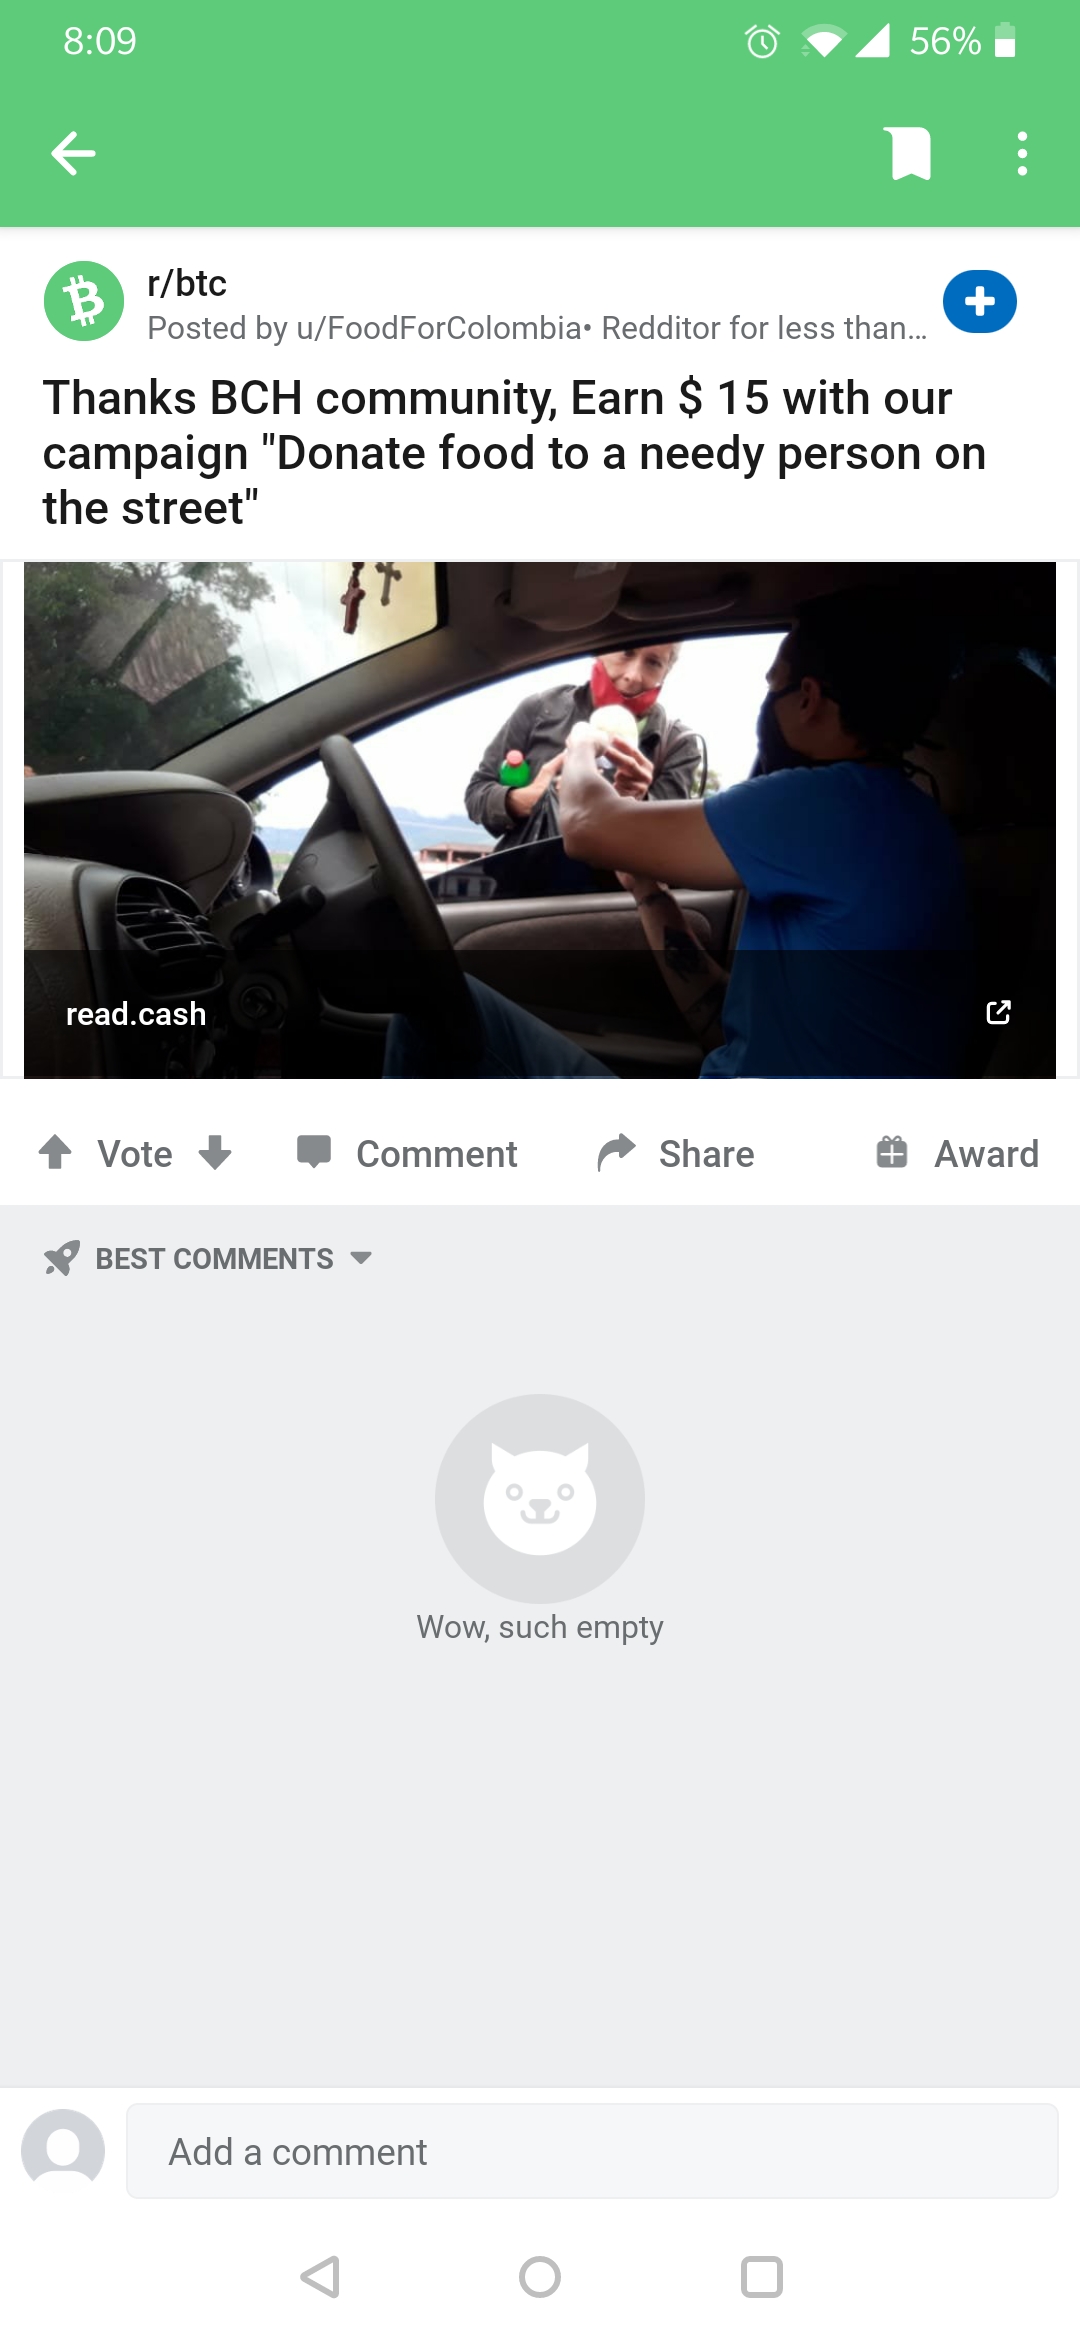 8:09
56%
r/btc
Posted by u/FoodForColombia• Redditor for less than...
Thanks BCH community, Earn $ 15 with our
campaign "Donate food to a needy person on
the street"
read.cash
Vote
Comment
Share
Award
BEST COMMENTS
Wow, such empty
Add a comment